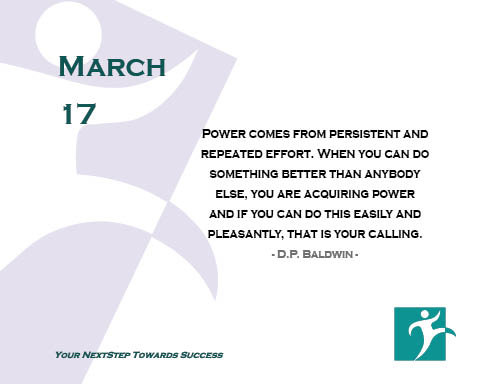 March
17
Power comes from persistent and
repeated effort. When you can do
something better than anybody
else, you are acquiring power
and if you can do this easily and
pleasantly, that is your calling.
- D.P. Baldwin -
Your NextStep Towards Success